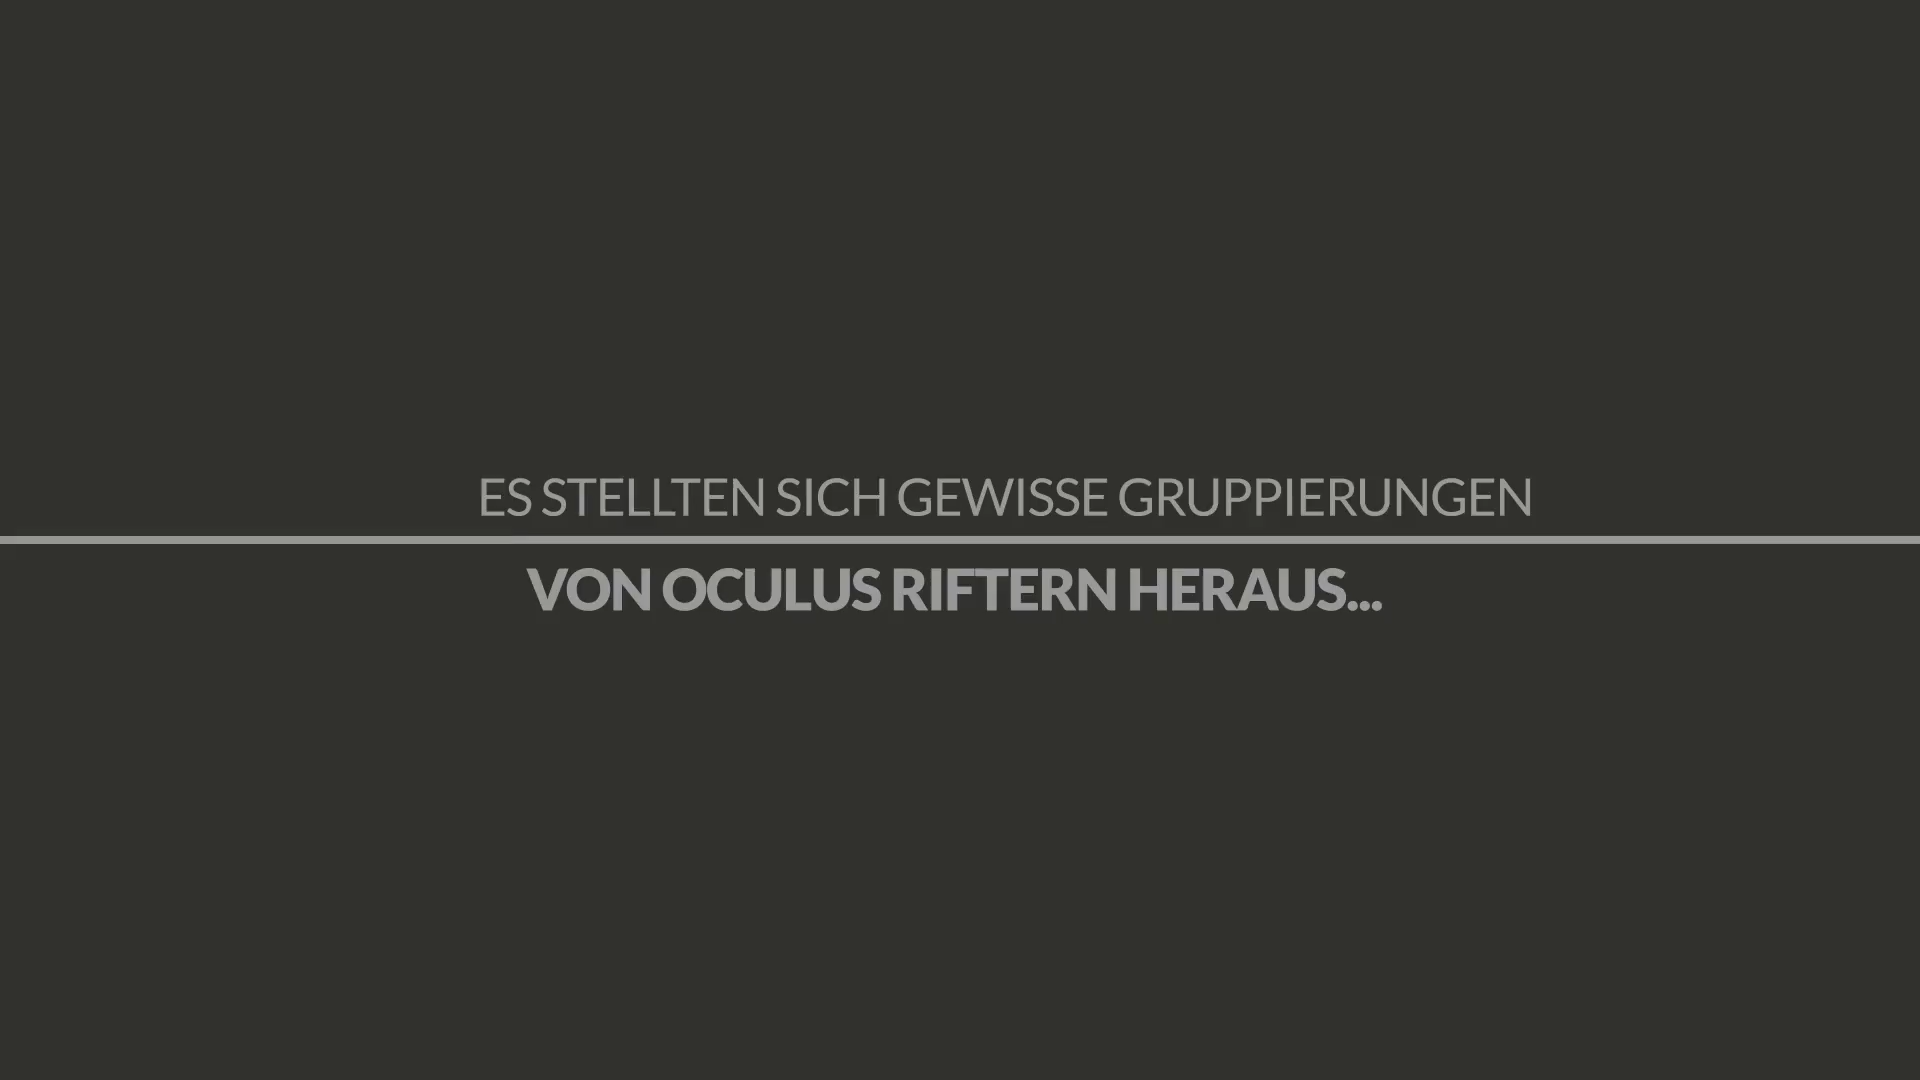 ES STELLTEN SICH GEWISSE GRUPPIERUNGEN
VON OCULUS RIFTERN HERAUS...